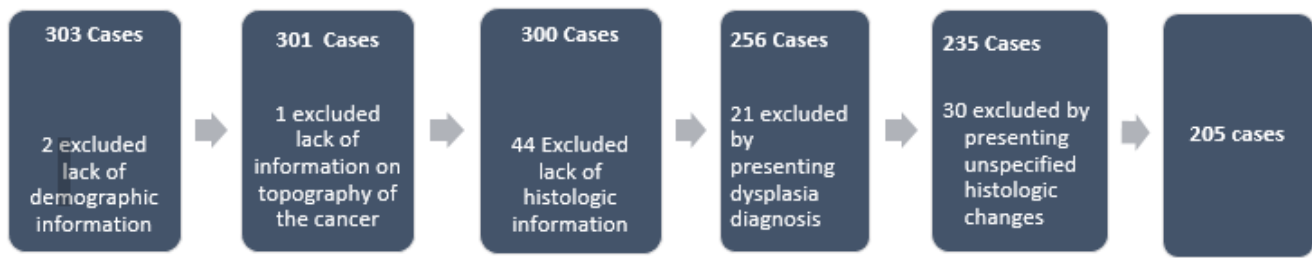 303 Cases
2 excluded
lack of
demographic
information
301 Cases
1 excluded
lack of
information on
topography of
the cancer
300 Cases
44 Excluded
lack of
histologic
information
256 Cases
21 excluded
by
presenting
dysplasia
diagnosis
235 Cases
30 excluded by
presenting
unspecified
histologic
changes
205 cases